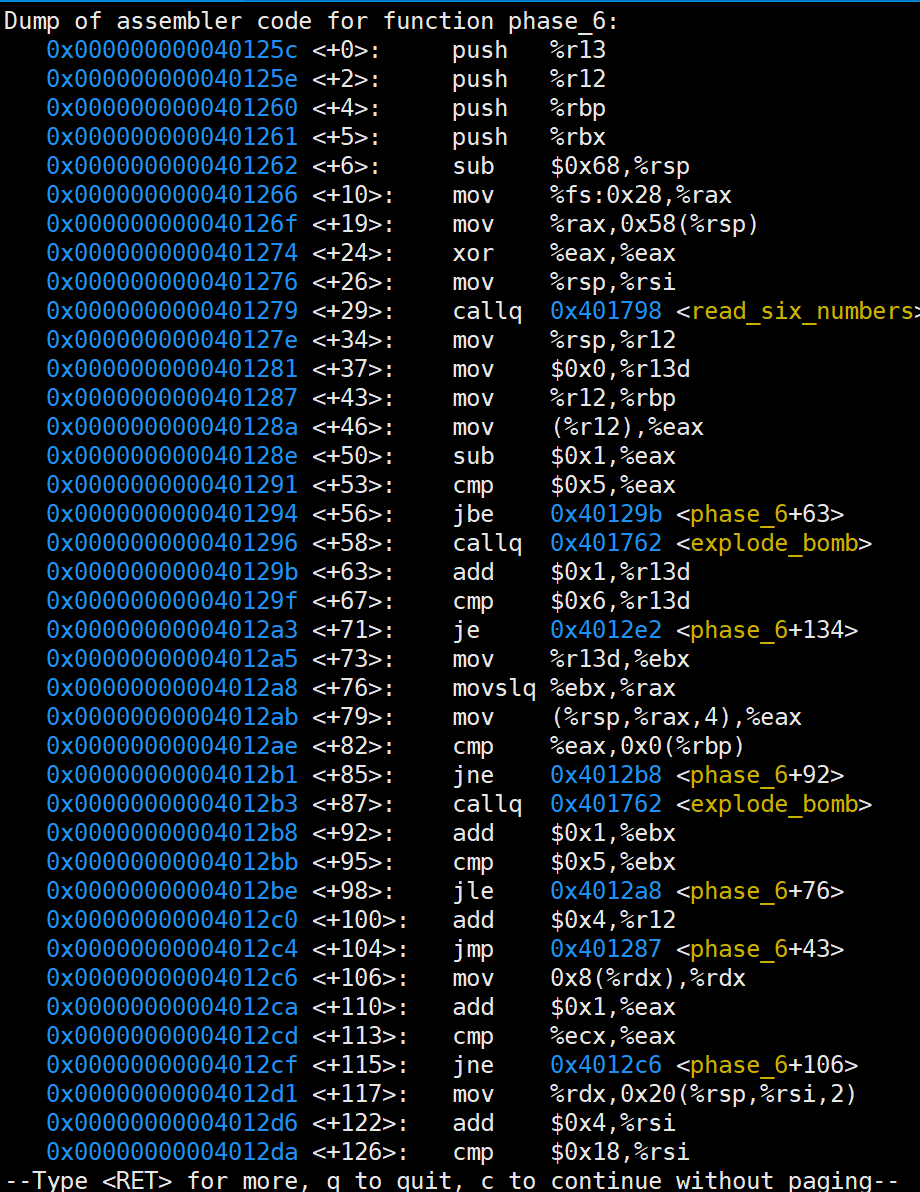 Dump of assembler code for function phase_6:
   0x000000000040125c <+0>:     push   %r13
   0x000000000040125e <+2>:     push   %r12
   0x0000000000401260 <+4>:     push   %rbp
   0x0000000000401261 <+5>:     push   %rbx
   0x0000000000401262 <+6>:     sub    $0x68,%rsp
   0x0000000000401266 <+10>:    mov    %fs:0x28,%rax
   0x000000000040126f <+19>:    mov    %rax,0x58(%rsp)
   0x0000000000401274 <+24>:    xor    %eax,%eax
   0x0000000000401276 <+26>:    mov    %rsp,%rsi
   0x0000000000401279 <+29>:    callq  0x401798 <read_six_numbers>
   0x000000000040127e <+34>:    mov    %rsp,%r12
   0x0000000000401281 <+37>:    mov    $0x0,%r13d
   0x0000000000401287 <+43>:    mov    %r12,%rbp
   0x000000000040128a <+46>:    mov    (%r12),%eax
   0x000000000040128e <+50>:    sub    $0x1,%eax
   0x0000000000401291 <+53>:    cmp    $0x5,%eax
   0x0000000000401294 <+56>:    jbe    0x40129b <phase_6+63>
   0x0000000000401296 <+58>:    callq  0x401762 <explode_bomb>
   0x000000000040129b <+63>:    add    $0x1,%r13d
   0x000000000040129f <+67>:    cmp    $0x6,%r13d
   0x00000000004012a3 <+71>:    je     0x4012e2 <phase_6+134>
   0x00000000004012a5 <+73>:    mov    %r13d,%ebx
   0x00000000004012a8 <+76>:    movslq %ebx,%rax
   0x00000000004012ab <+79>:    mov    (%rsp,%rax,4),%eax
   0x00000000004012ae <+82>:    cmp    %eax,0x0(%rbp)
   0x00000000004012b1 <+85>:    jne    0x4012b8 <phase_6+92>
   0x00000000004012b3 <+87>:    callq  0x401762 <explode_bomb>
   0x00000000004012b8 <+92>:    add    $0x1,%ebx
   0x00000000004012bb <+95>:    cmp    $0x5,%ebx
   0x00000000004012be <+98>:    jle    0x4012a8 <phase_6+76>
   0x00000000004012c0 <+100>:   add    $0x4,%r12
   0x00000000004012c4 <+104>:   jmp    0x401287 <phase_6+43>
   0x00000000004012c6 <+106>:   mov    0x8(%rdx),%rdx
   0x00000000004012ca <+110>:   add    $0x1,%eax
   0x00000000004012cd <+113>:   cmp    %ecx,%eax
   0x00000000004012cf <+115>:   jne    0x4012c6 <phase_6+106>
   0x00000000004012d1 <+117>:   mov    %rdx,0x20(%rsp,%rsi,2)
   0x00000000004012d6 <+122>:   add    $0x4,%rsi
   0x00000000004012da <+126>:   cmp    $0x18,%rsi
--Type <RET> for more, q to quit, c to continue without paging--